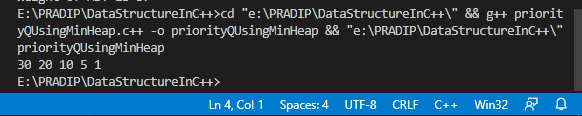 E:\PRADIP\DataStructureInC++>cd "e:\PRADIP\DataStructureInC++\" && g++ priorit
yQUsingMinHeap.c++ -o priorityQUsingMinHeap && "e:\PRADIP\DataStructureInC++\"
priorityQUsingMinHeap
30 20 10 5 1
E:\PRADIP\DataStructureInC++>
Ln 4, Col 1 Spaces: 4 UTF-8 CRLF C++ Win32